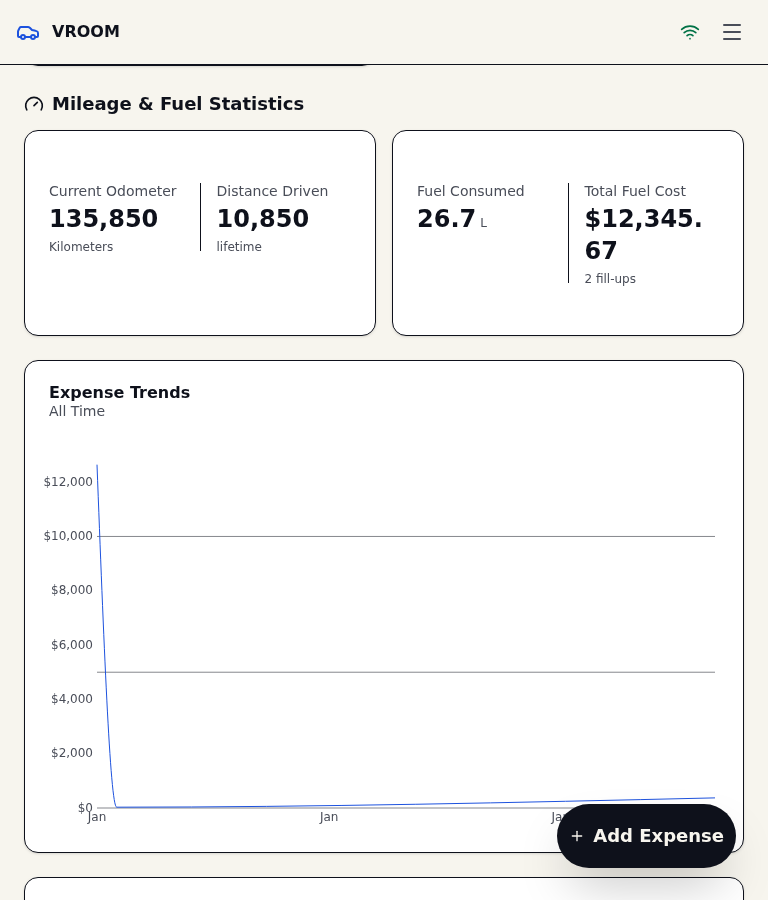 VROOM
Mileage & Fuel Statistics
Current Odometer
135,850
Kilometers
Distance Driven
10,850
lifetime
Fuel Consumed
26.7 L
Total Fuel Cost
$12,345.
67
2 fill-ups
Expense Trends
All Time
$12,000
$10,000
$8,000
$6,000
$4,000
$2,000
$0
Jan
Jan
+ Add Expense